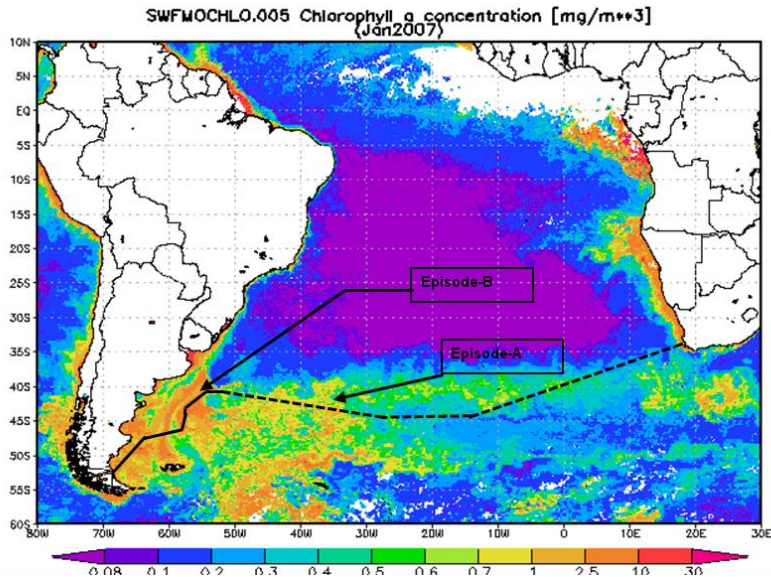 SWFMOCHLO.005 Chlorophyll a concentration [mg/m**3]
(Jan2007)
10N
5N
EQ
5S
10S
15S
20S
25S
30S
35S
40S
45S
50S
55S
60S
Episode-B
Episode-A
80W 70W 60W 50W 40W 30W 20W 10W 0 10E 20E 30E
0.08 0.1 0.2 0.3 0.4 0.5 0.6 0.7 1 2.5 10 30